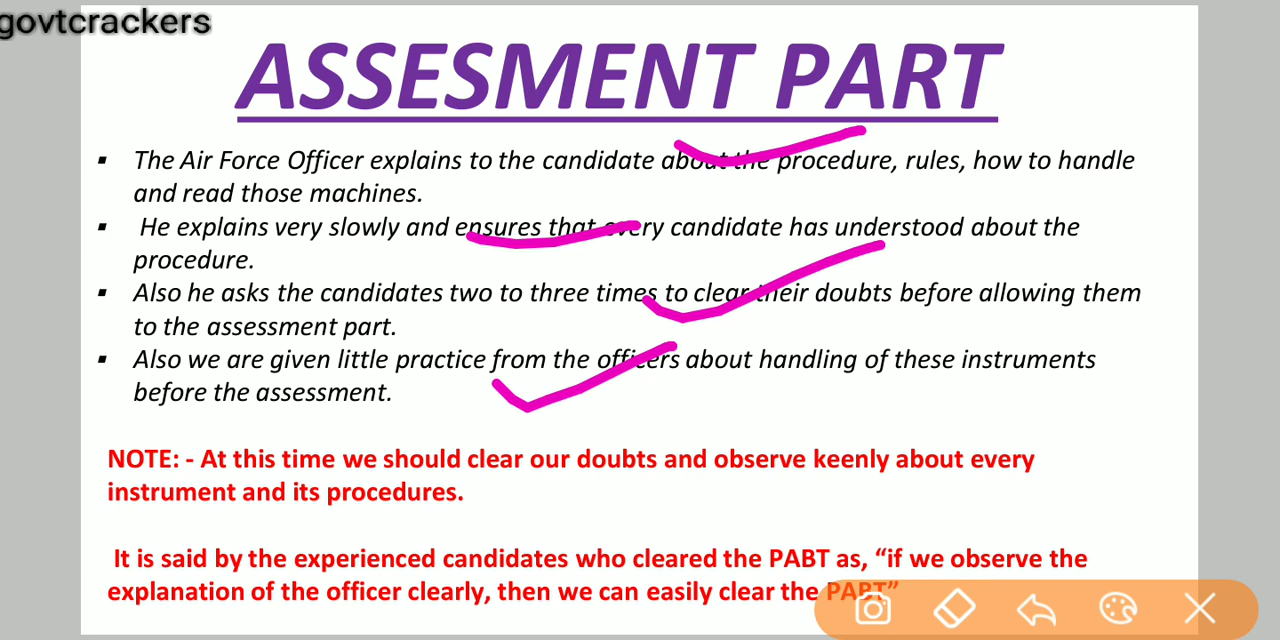 govtcrackers
ASSESMENT PART
▪ The Air Force Officer explains to the candidate about the procedure, rules, how to handle
and read those machines.
▪ He explains very slowly and ensures that every candidate has understood about the
procedure.
▪ Also he asks the candidates two to three times to clear their doubts before allowing them
to the assessment part.
▪ Also we are given little practice from the officers about handling of these instruments
before the assessment.
NOTE: - At this time we should clear our doubts and observe keenly about every
instrument and its procedures.
It is said by the experienced candidates who cleared the PABT as, “if we observe the
explanation of the officer clearly, then we can easily clear the PABT”